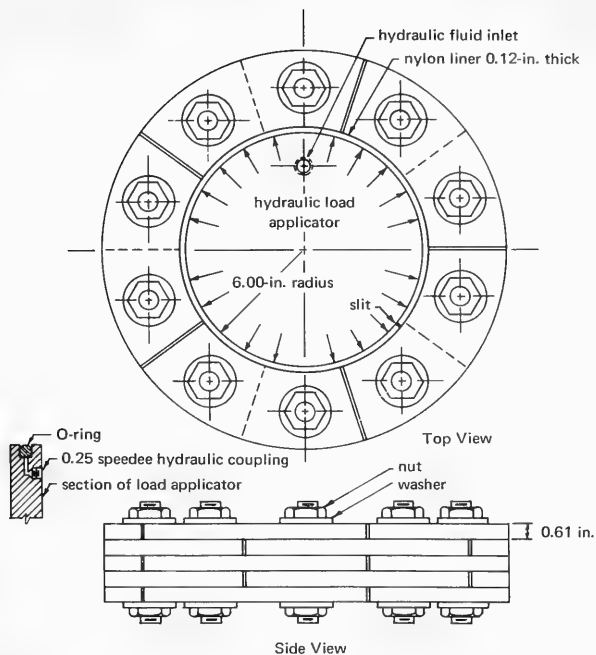 hydraulic fluid inlet
nylon liner 0.12-in. thick
hydraulic load
applicator
6.00-in. radius
slit
Top View
O-ring
0.25 speedee hydraulic coupling
section of load applicator
nut
washer
0.61 in.
Side View